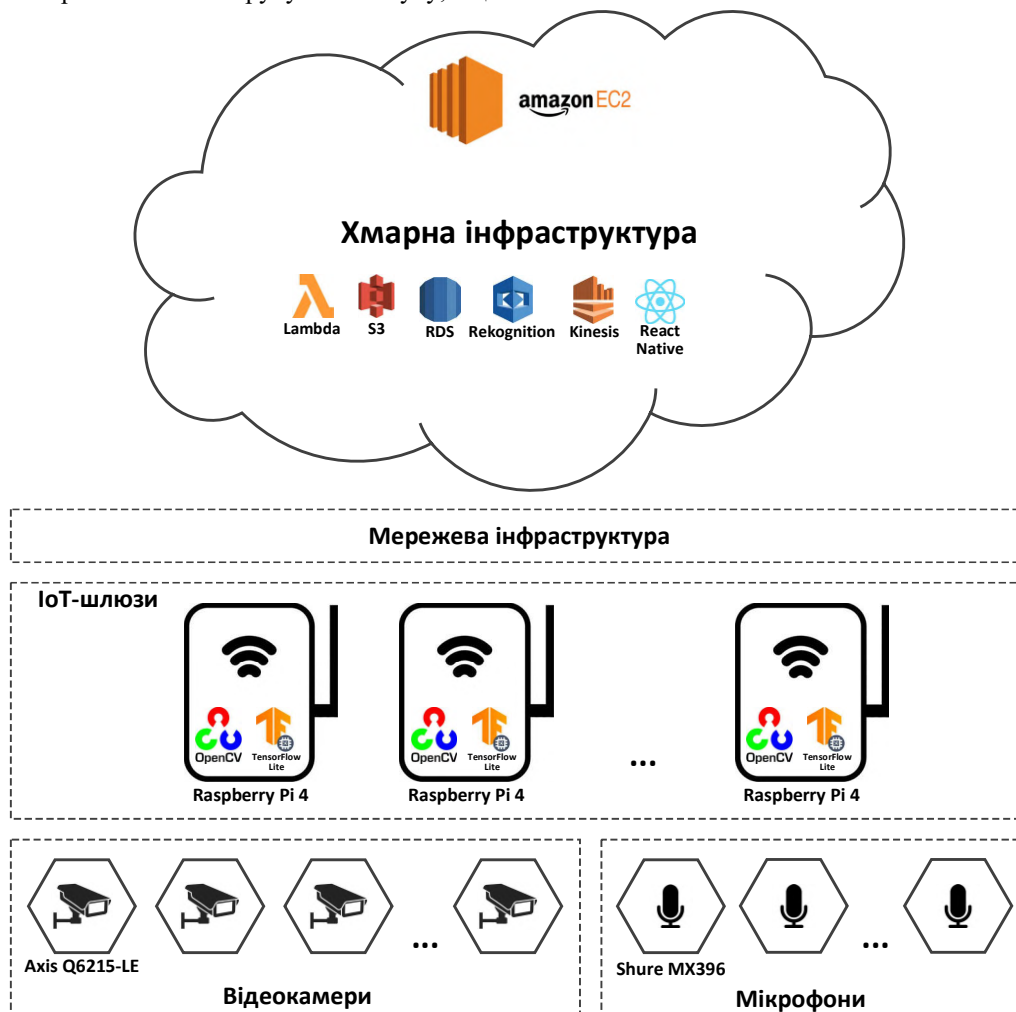 amazon EC2
Хмарна інфраструктура
Lambda
S3
RDS
Rekognition
Kinesis
React
Native
Мережева інфраструктура
ІоТ-шлюзи
OpenCV
TensorFlow
Lite
Raspberry Pi 4
OpenCV
TensorFlow
Lite
Raspberry Pi 4
...
OpenCV
TensorFlow
Lite
Raspberry Pi 4
...
Axis Q6215-LE
Відеокамери
...
Shure MX396
Мікрофони